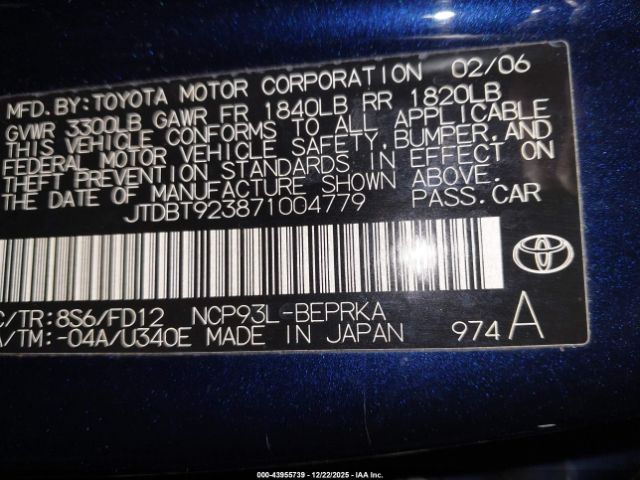 MFD.BY:TOYOTA MOTOR CORPORATION 02/06
GVWR 3300LB GAWR FR 1840LB RR 1820LB
THIS VEHICLE CONFORMS TO ALL APPLICABLE
FEDERAL MOTOR VEHICLE SAFETY,BUMPER,AND
THEFT PREVENTION STANDARDS IN EFFECT ON
THE DATE OF MANUFACTURE SHOWN ABOVE.
JTDBT923871004779 PASS.CAR
C/TR:8S6/FD12 NCP93L-BEPRKA
A/TM:-04A/U340E MADE IN JAPAN 974 A
000-43955739 - 12/22/2025 - IAA Inc.